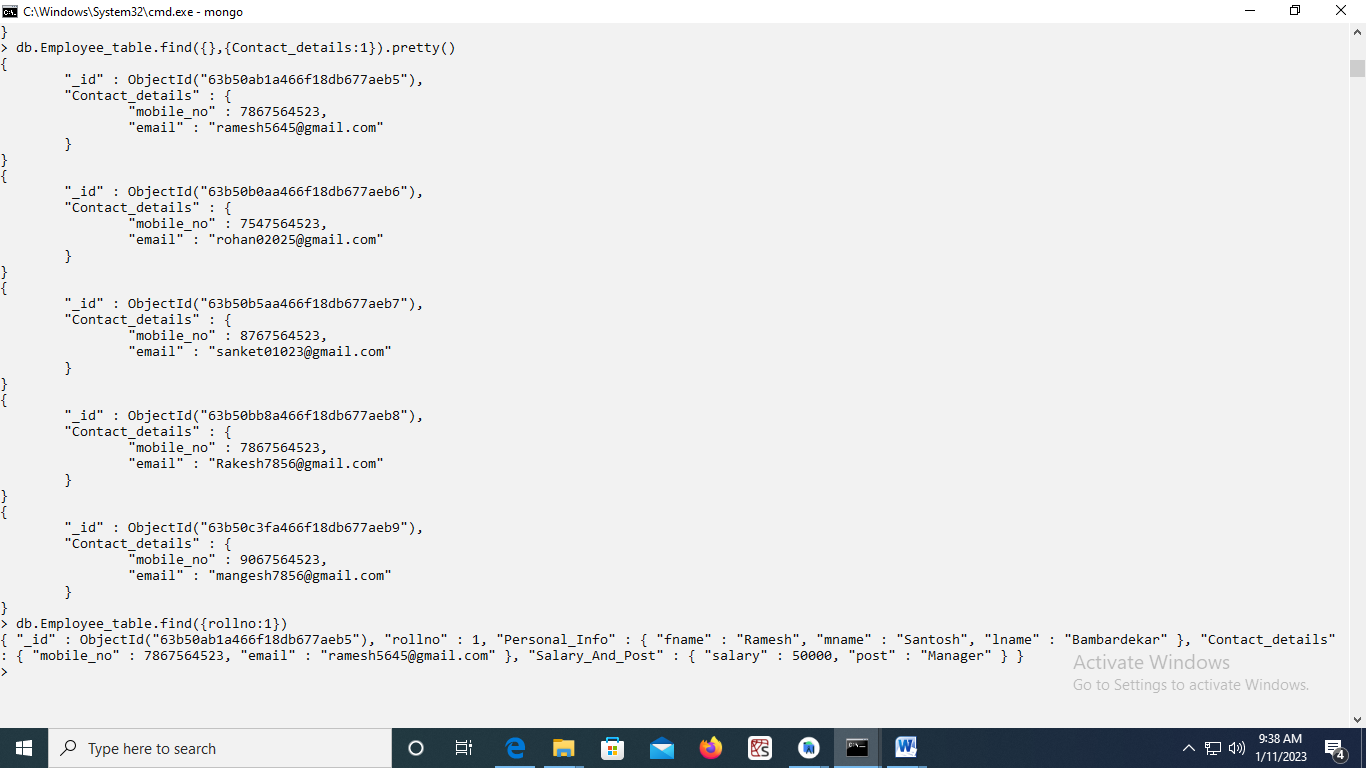 C:\Windows\System32\cmd.exe - mongo
}
> db.Employee_table.find({},{Contact_details:1}).pretty()
{
        "_id" : ObjectId("63b50ab1a466f18db677aeb5"),
        "Contact_details" : {
                "mobile_no" : 7867564523,
                "email" : "ramesh5645@gmail.com"
        }
}
{
        "_id" : ObjectId("63b50b0aa466f18db677aeb6"),
        "Contact_details" : {
                "mobile_no" : 7547564523,
                "email" : "rohan02025@gmail.com"
        }
}
{
        "_id" : ObjectId("63b50b5aa466f18db677aeb7"),
        "Contact_details" : {
                "mobile_no" : 8767564523,
                "email" : "sanket01023@gmail.com"
        }
}
{
        "_id" : ObjectId("63b50bb8a466f18db677aeb8"),
        "Contact_details" : {
                "mobile_no" : 7867564523,
                "email" : "Rakesh7856@gmail.com"
        }
}
{
        "_id" : ObjectId("63b50c3fa466f18db677aeb9"),
        "Contact_details" : {
                "mobile_no" : 9067564523,
                "email" : "mangesh7856@gmail.com"
        }
}
> db.Employee_table.find({rollno:1})
{ "_id" : ObjectId("63b50ab1a466f18db677aeb5"), "rollno" : 1, "Personal_Info" : { "fname" : "Ramesh", "mname" : "Santosh", "lname" : "Bambardekar" }, "Contact_details"
: { "mobile_no" : 7867564523, "email" : "ramesh5645@gmail.com" }, "Salary_And_Post" : { "salary" : 50000, "post" : "Manager" } }
>
Activate Windows
Go to Settings to activate Windows.
Type here to search
9:38 AM
1/11/2023
4